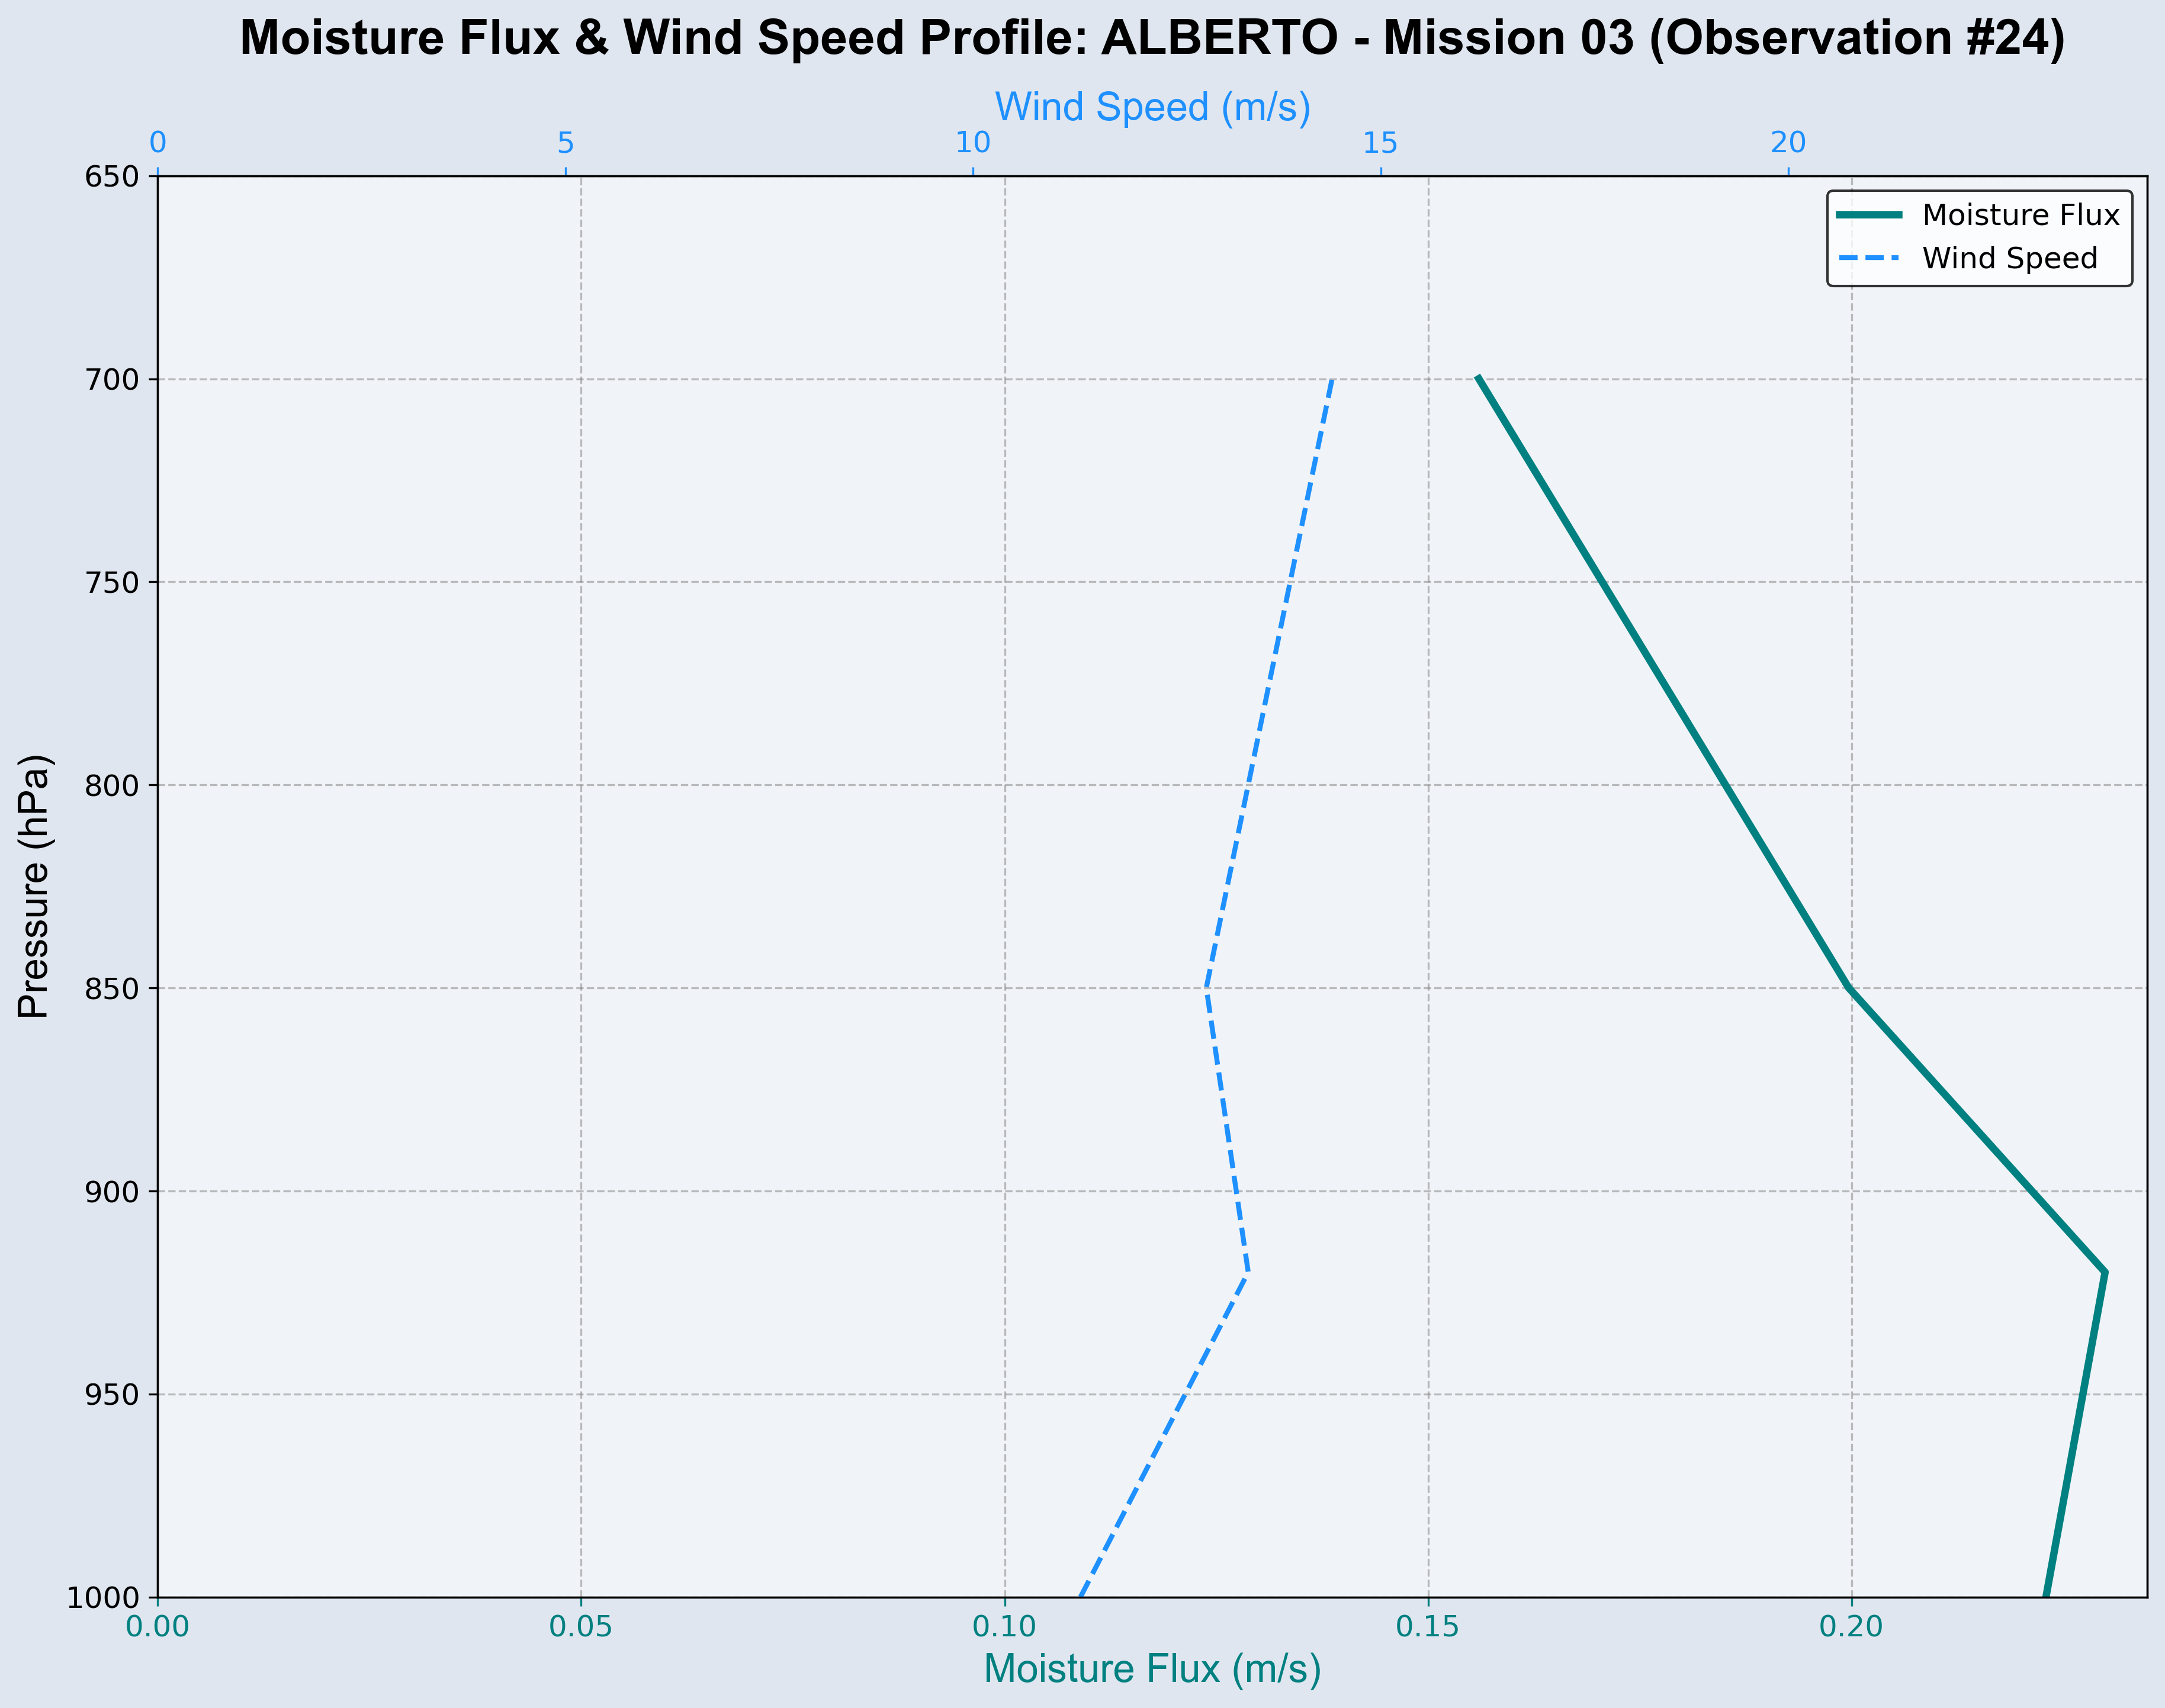 Moisture Flux & Wind Speed Profile: ALBERTO - Mission 03 (Observation #24)
Wind Speed (m/s)
0 5 10 15 20
Moisture Flux
Wind Speed
Pressure (hPa)
650
700
750
800
850
900
950
1000
0.00 0.05 0.10 0.15 0.20
Moisture Flux (m/s)